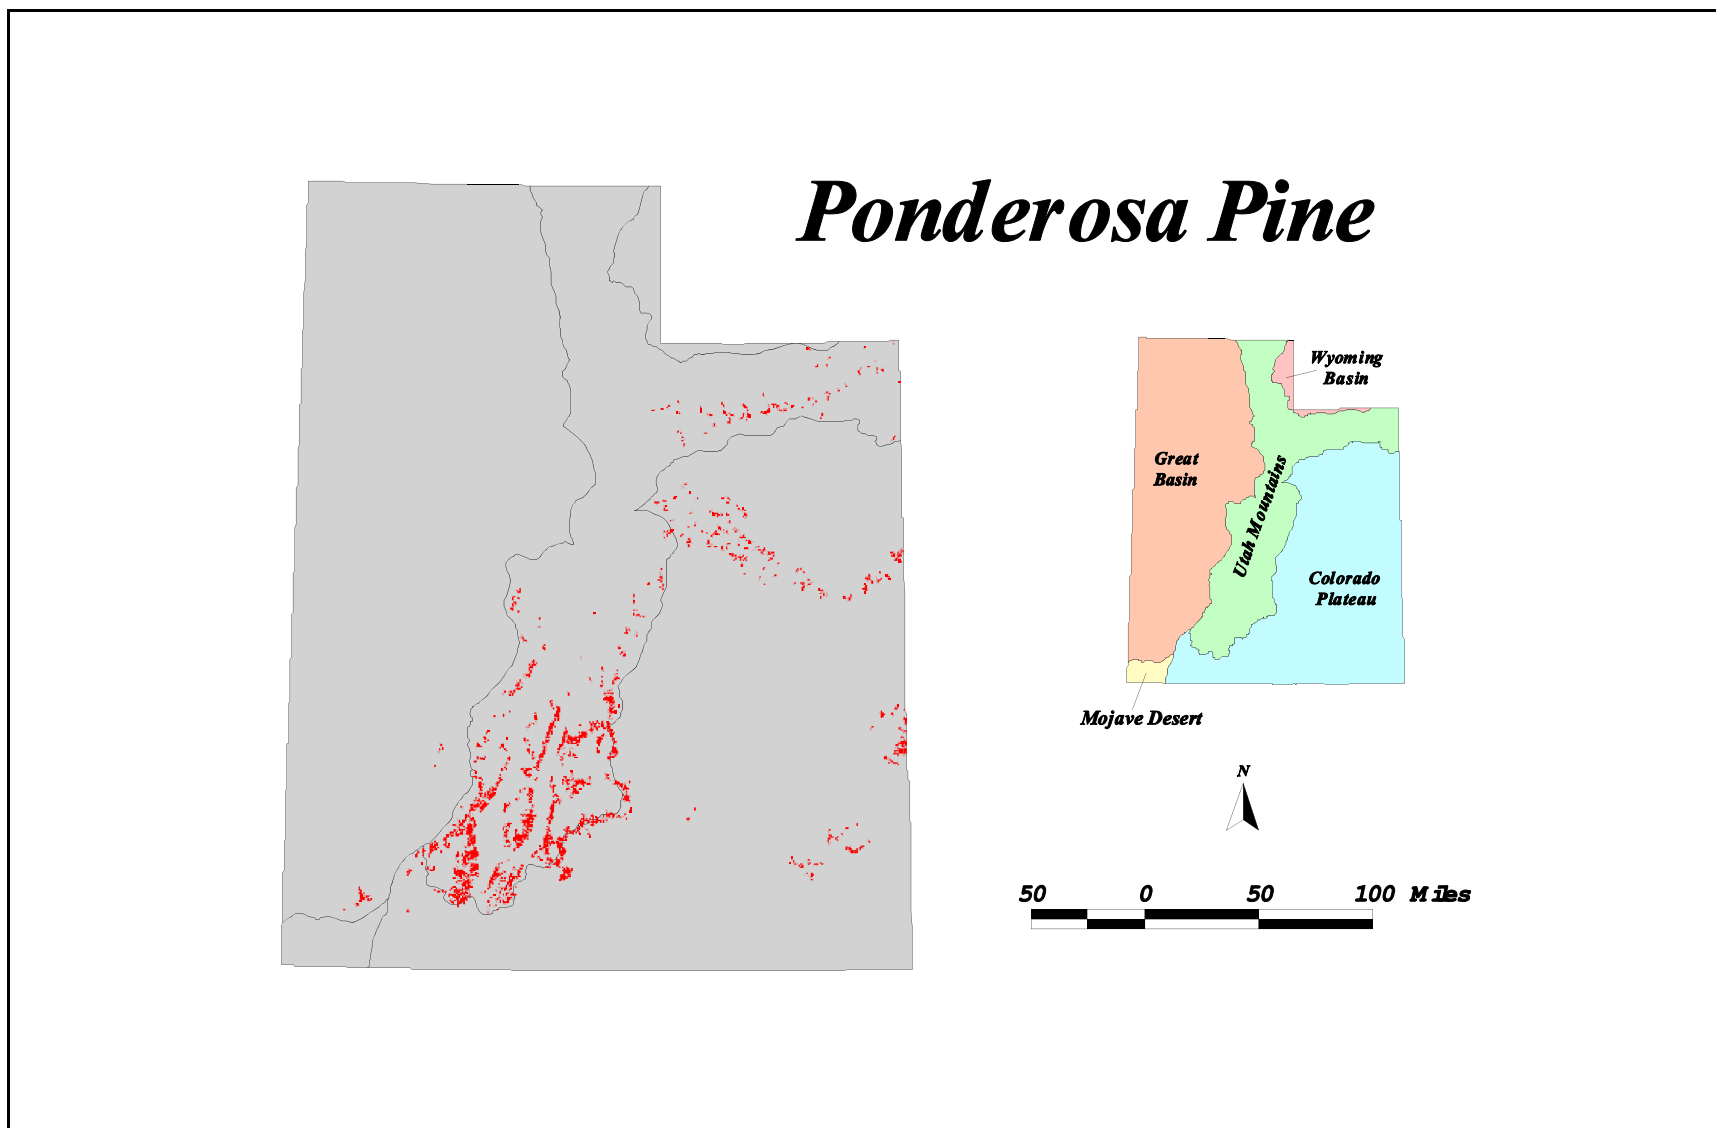 Ponderosa Pine
Wyoming
Basin
Great
Basin
Utah Mountains
Colorado
Plateau
Mojave Desert
N
50 0 50 100 Miles